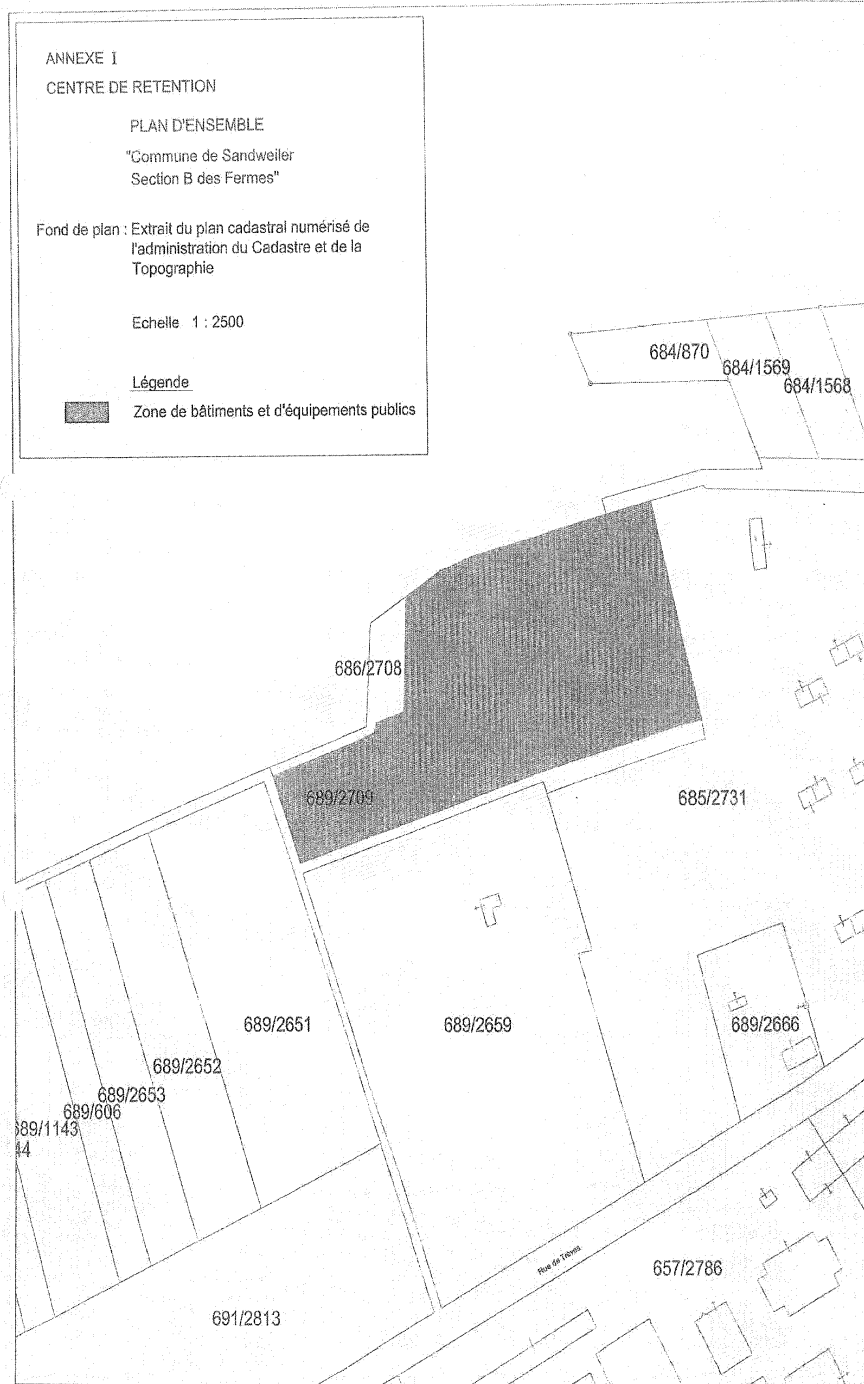 ANNEXE I
CENTRE DE RETENTION
PLAN D'ENSEMBLE
"Commune de Sandweiler
Section B des Fermes"
Fond de plan : Extrait du plan cadastral numérisé de
l'administration du Cadastre et de la
Topographie
Echelle 1 : 2500
Légende
Zone de bâtiments et d'équipements publics
684/870
684/1569
684/1568
686/2708
689/2709
685/2731
689/2651
689/2659
689/2666
689/2652
689/2653
689/606
689/1143
44
Rue de Trèves
657/2786
691/2813